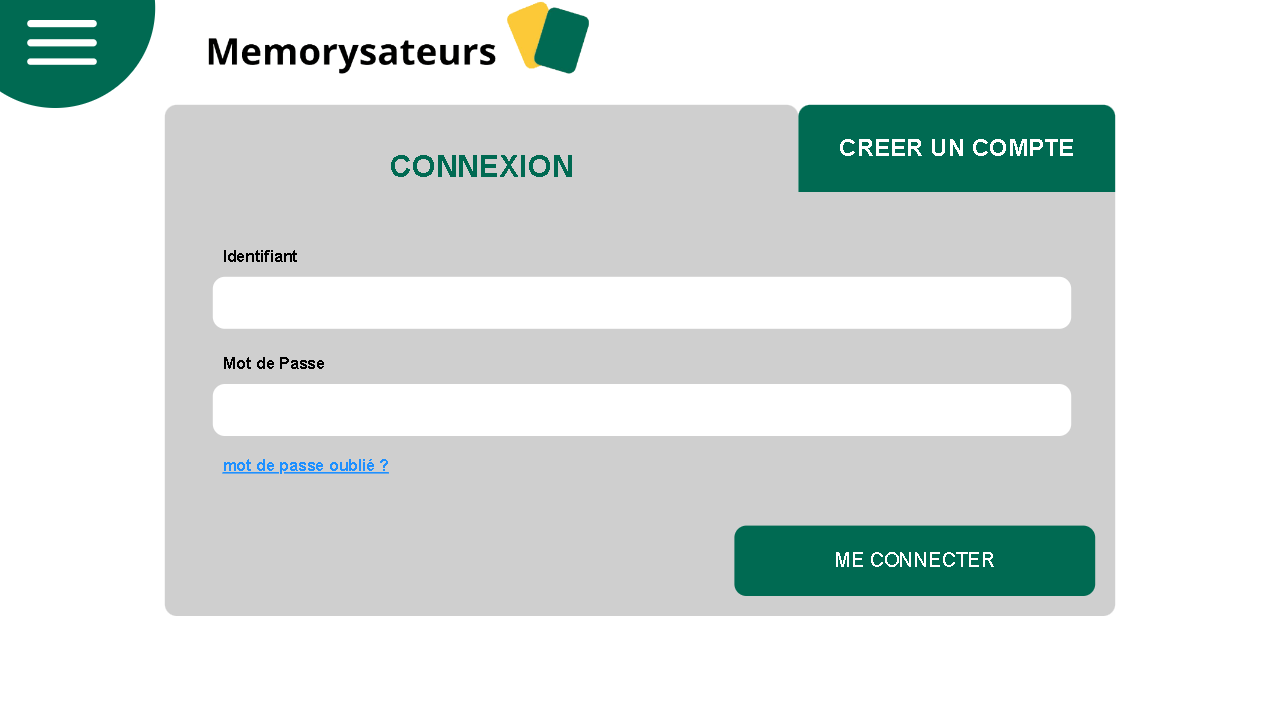 Memorysateurs
CONNEXION
CREER UN COMPTE
Identifiant
Mot de Passe
mot de passe oublié ?
ME CONNECTER